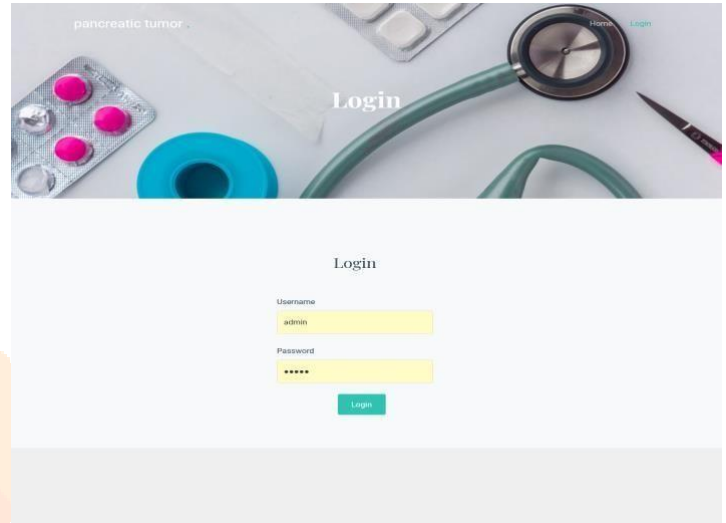 pancreatic tumor .
Home Login
Login
Login
Username
admin
Password
•••••
Login